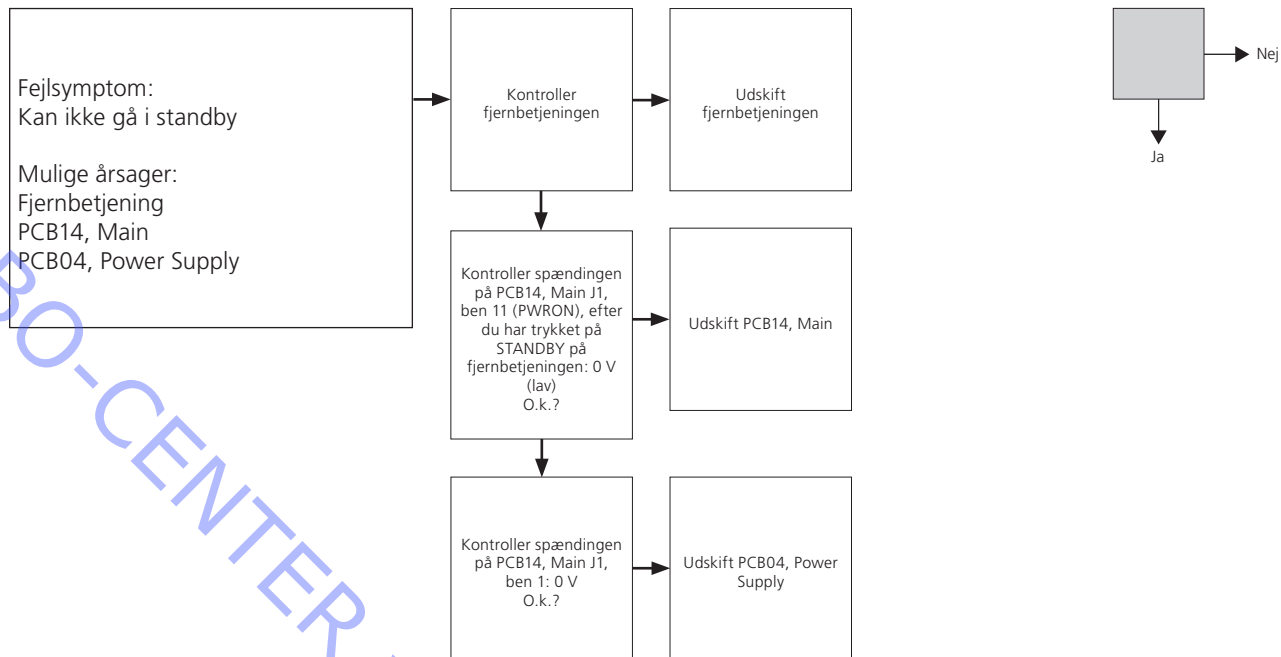 Fejlsymptom:
Kan ikke gå i standby
Mulige årsager:
Fjernbetjening
PCB14, Main
PCB04, Power Supply
Kontroller
fjernbetjeningen
Udskift
fjernbetjeningen
Nej
Ja
Kontroller spændingen
på PCB14, Main J1,
ben 11 (PWRON), efter
du har trykket på
STANDBY på
fjernbetjeningen: 0 V
(lav)
O.k.?
Udskift PCB14, Main
Kontroller spændingen
på PCB14, Main J1,
ben 1: 0 V
O.k.?
Udskift PCB04, Power
Supply
BO-CENTER